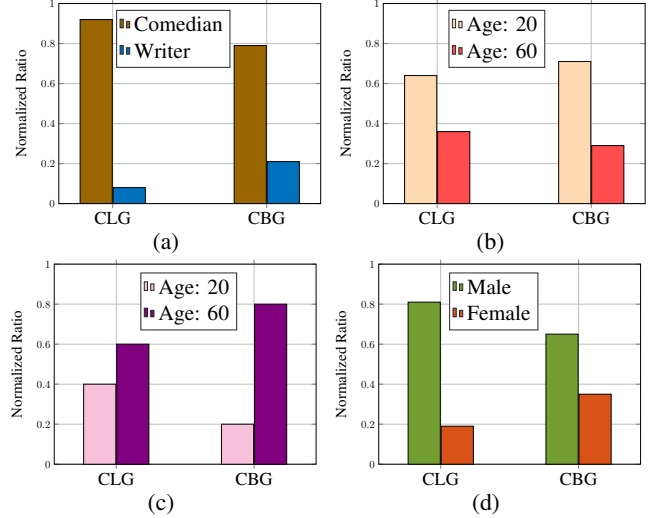 1
0.8
0.6
0.4
0.2
0
Normalized Ratio
Comedian
Writer
CLG
CBG
(a)
1
0.8
0.6
0.4
0.2
0
Normalized Ratio
Age: 20
Age: 60
CLG
CBG
(b)
1
0.8
0.6
0.4
0.2
0
Normalized Ratio
Age: 20
Age: 60
CLG
CBG
(c)
1
0.8
0.6
0.4
0.2
0
Normalized Ratio
Male
Female
CLG
CBG
(d)